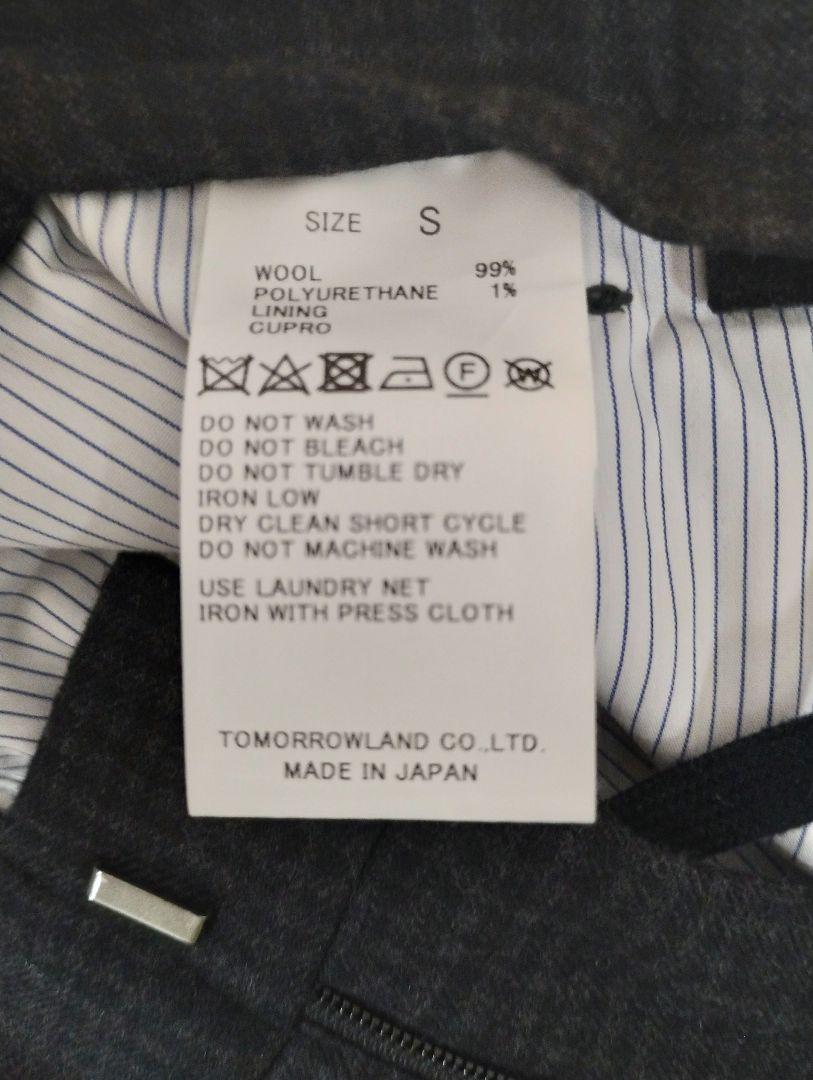 SIZE S
WOOL 99%
POLYURETHANE 1%
LINING
CUPRO
F W
DO NOT WASH
DO NOT BLEACH
DO NOT TUMBLE DRY
IRON LOW
DRY CLEAN SHORT CYCLE
DO NOT MACHINE WASH
USE LAUNDRY NET
IRON WITH PRESS CLOTH
TOMORROWLAND CO.,LTD.
MADE IN JAPAN